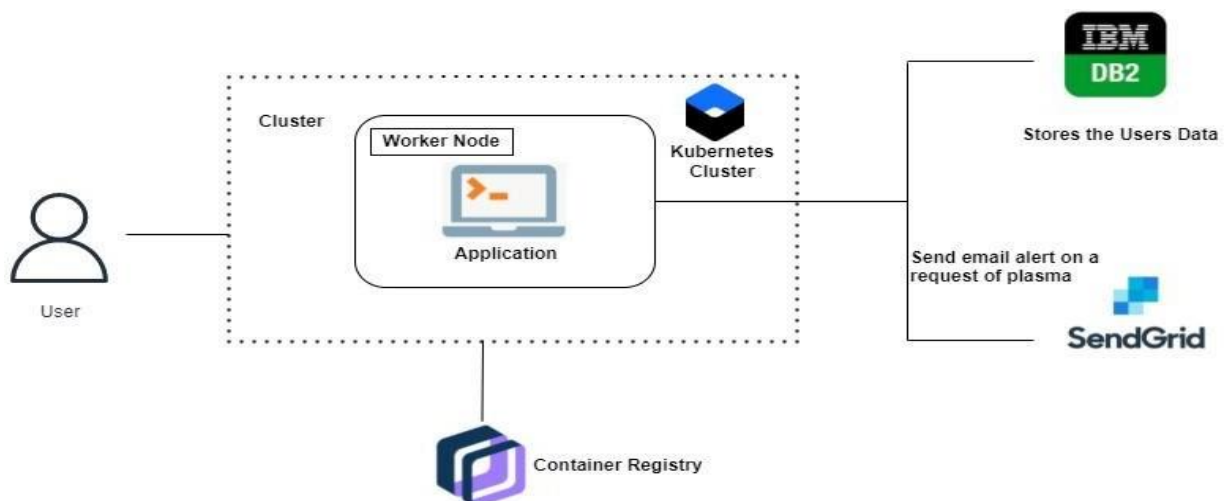 IBM
DB2
Stores the Users Data
Cluster
Worker Node
Kubernetes
Cluster
Application
User
Send email alert on a
request of plasma
SendGrid
Container Registry